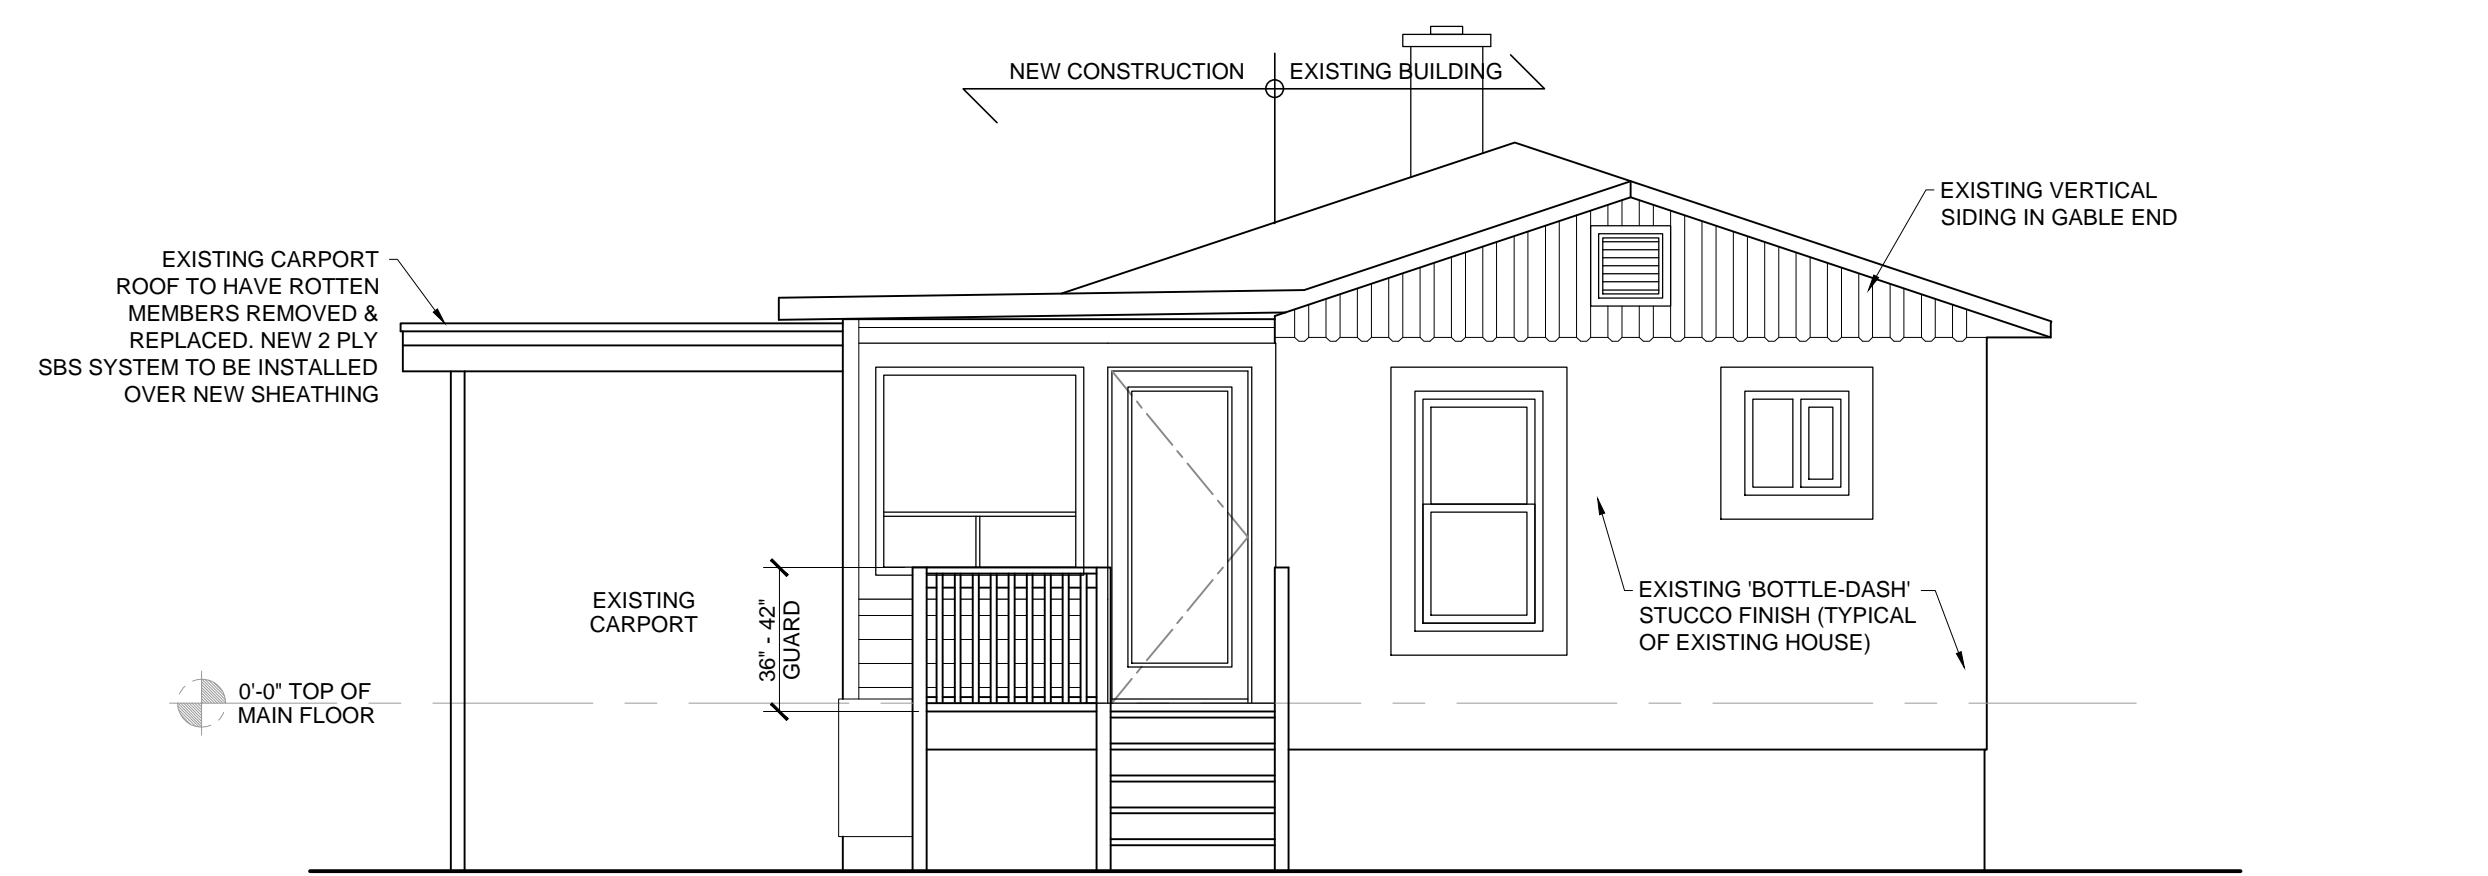 NEW CONSTRUCTION
EXISTING BUILDING
EXISTING VERTICAL
SIDING IN GABLE END
EXISTING CARPORT
ROOF TO HAVE ROTTEN
MEMBERS REMOVED &
REPLACED. NEW 2 PLY
SBS SYSTEM TO BE INSTALLED
OVER NEW SHEATHING
EXISTING
CARPORT
36" - 42"
GUARD
EXISTING 'BOTTLE-DASH'
STUCCO FINISH (TYPICAL
OF EXISTING HOUSE)
0'-0" TOP OF
MAIN FLOOR